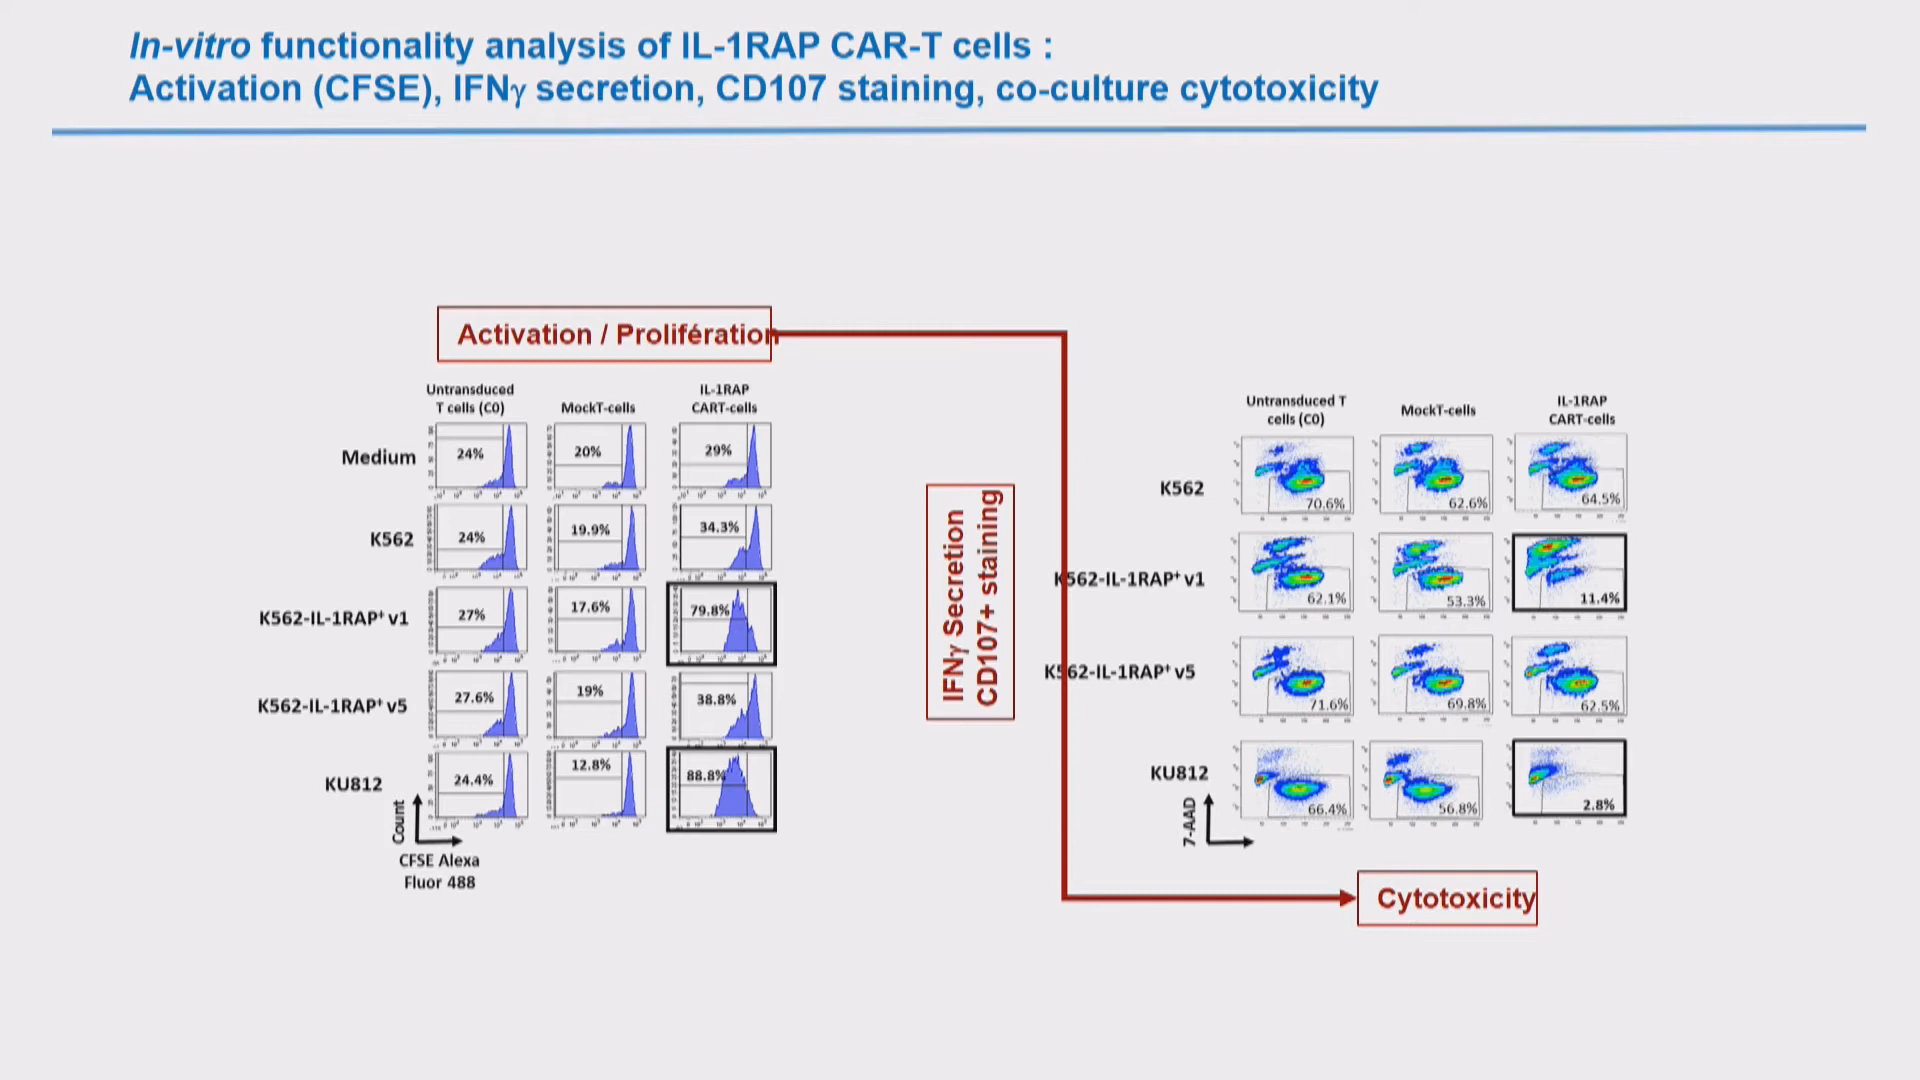 In-vitro functionality analysis of IL-1RAP CAR-T cells :
Activation (CFSE), IFNγ secretion, CD107 staining, co-culture cytotoxicity
Activation / Prolifération
Untransduced
T cells (C0)
MockT-cells
IL-1RAP
CART-cells
Medium
24%
20%
29%
K562
24%
19.9%
34.3%
K562-IL-1RAP⁺ v1
27%
17.6%
79.8%
K562-IL-1RAP⁺ v5
27.6%
19%
38.8%
KU812
24.4%
12.8%
88.8%
Count
CFSE Alexa
Fluor 488
IFNγ Secretion
CD107+ staining
Untransduced T
cells (C0)
MockT-cells
IL-1RAP
CART-cells
K562
70.6%
62.6%
64.5%
K562-IL-1RAP⁺ v1
62.1%
53.3%
11.4%
K562-IL-1RAP⁺ v5
71.6%
69.8%
62.5%
KU812
66.4%
56.8%
2.8%
7-AAD
Cytotoxicity